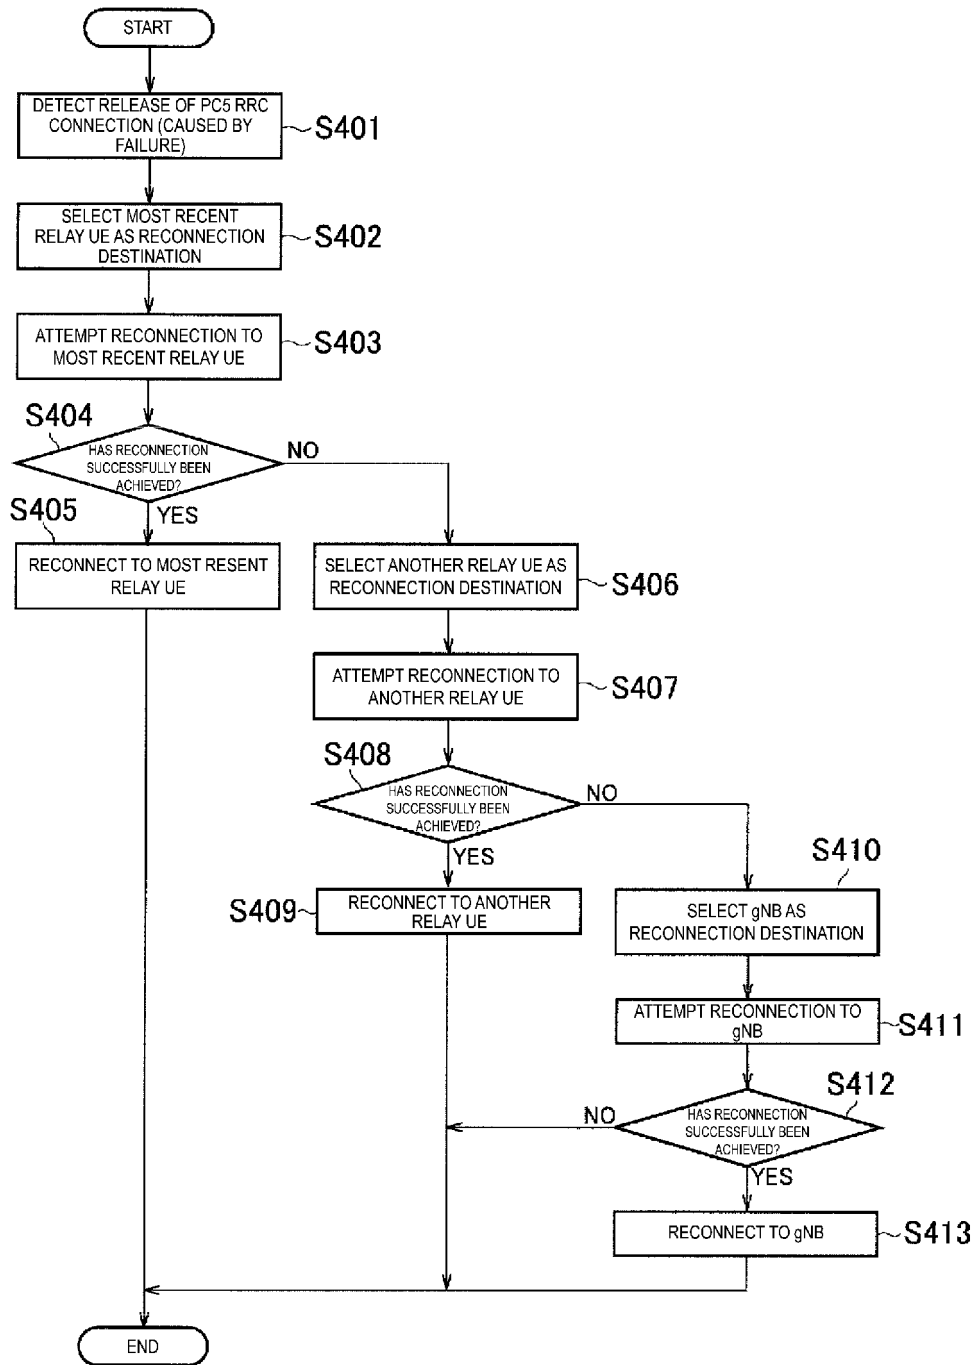 START
DETECT RELEASE OF PC5 RRC
CONNECTION (CAUSED BY
FAILURE)
S401
SELECT MOST RECENT
RELAY UE AS RECONNECTION
DESTINATION
S402
ATTEMPT RECONNECTION TO
MOST RECENT RELAY UE
S403
S404
HAS RECONNECTION
SUCCESSFULLY BEEN
ACHIEVED?
NO
YES
S405
RECONNECT TO MOST RESENT
RELAY UE
SELECT ANOTHER RELAY UE AS
RECONNECTION DESTINATION
S406
ATTEMPT RECONNECTION TO
ANOTHER RELAY UE
S407
S408
HAS RECONNECTION
SUCCESSFULLY BEEN
ACHIEVED?
NO
YES
S409
RECONNECT TO ANOTHER
RELAY UE
S410
SELECT gNB AS
RECONNECTION DESTINATION
ATTEMPT RECONNECTION TO
gNB
S411
S412
HAS RECONNECTION
SUCCESSFULLY BEEN
ACHIEVED?
NO
YES
RECONNECT TO gNB
S413
END